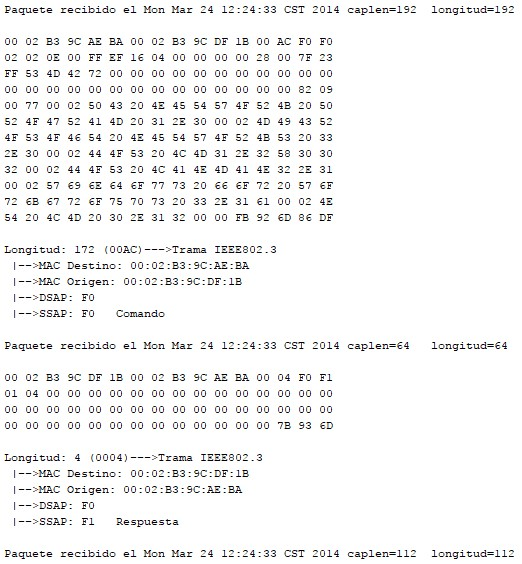 Paquete recibido el Mon Mar 24 12:24:33 CST 2014 caplen=192 longitud=192
00 02 B3 9C AE BA 00 02 B3 9C DF 1B 00 AC F0 F0
02 02 0E 00 FF EF 16 04 00 00 00 00 28 00 7F 23
FF 53 4D 42 72 00 00 00 00 00 00 00 00 00 00 00
00 00 00 00 00 00 00 00 00 00 00 00 00 00 82 09
00 77 00 02 50 43 20 4E 45 54 57 4F 52 4B 20 50
52 4F 47 52 41 4D 20 31 2E 30 00 02 4D 49 43 52
4F 53 4F 46 54 20 4E 45 54 57 4F 52 4B 53 20 33
2E 30 00 02 44 4F 53 20 4C 4D 31 2E 32 58 30 30
32 00 02 44 4F 53 20 4C 41 4E 4D 41 4E 32 2E 31
00 02 57 69 6E 64 6F 77 73 20 66 6F 72 20 57 6F
72 6B 67 72 6F 75 70 73 20 33 2E 31 61 00 02 4E
54 20 4C 4D 20 30 2E 31 32 00 00 FB 92 6D 86 DF
Longitud: 172 (00AC)--->Trama IEEE802.3
|-->MAC Destino: 00:02:B3:9C:AE:BA
|-->MAC Origen: 00:02:B3:9C:DF:1B
|-->DSAP: F0
|-->SSAP: F0 Comando
Paquete recibido el Mon Mar 24 12:24:33 CST 2014 caplen=64 longitud=64
00 02 B3 9C DF 1B 00 02 B3 9C AE BA 00 04 F0 F1
01 04 00 00 00 00 00 00 00 00 00 00 00 00 00 00
00 00 00 00 00 00 00 00 00 00 00 00 00 00 00 00
00 00 00 00 00 00 00 00 00 00 00 00 00 7B 93 6D
Longitud: 4 (0004)--->Trama IEEE802.3
|-->MAC Destino: 00:02:B3:9C:DF:1B
|-->MAC Origen: 00:02:B3:9C:AE:BA
|-->DSAP: F0
|-->SSAP: F1 Respuesta
Paquete recibido el Mon Mar 24 12:24:33 CST 2014 caplen=112 longitud=112